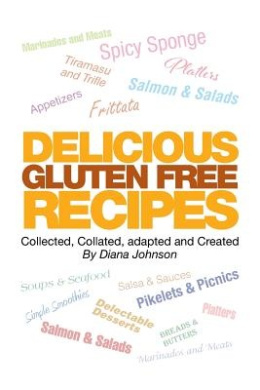 Marinades and Meats
Spicy Sponge
Tiramasu
and Trifle
Platters
Salmon & Salads
Appetizers
Frittata
DELICIOUS
GLUTEN FREE
RECIPES
Collected, Collated, adapted and Created
By Diana Johnson
Soups & Seafood
Salsa & Sauces
Pikelets & Picnics
Simple Smoothies
Delectable
Desserts
Platters
Salmon & Salads
BREADS &
BUTTERS
Marinades and Meats